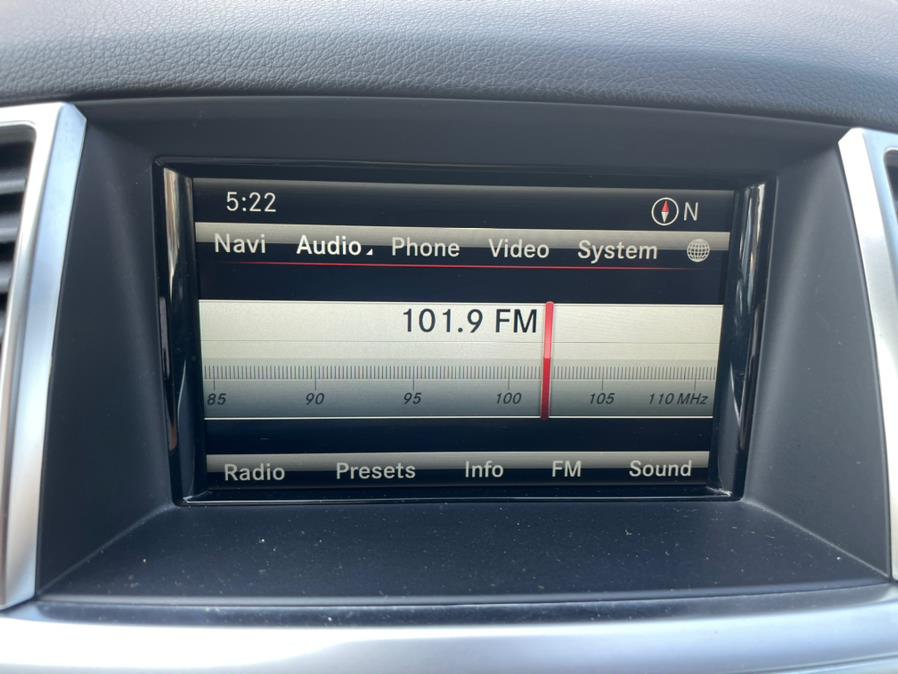 5:22 N
Navi Audio Phone Video System
101.9 FM
85 90 95 100 105 110 MHz
Radio Presets Info FM Sound